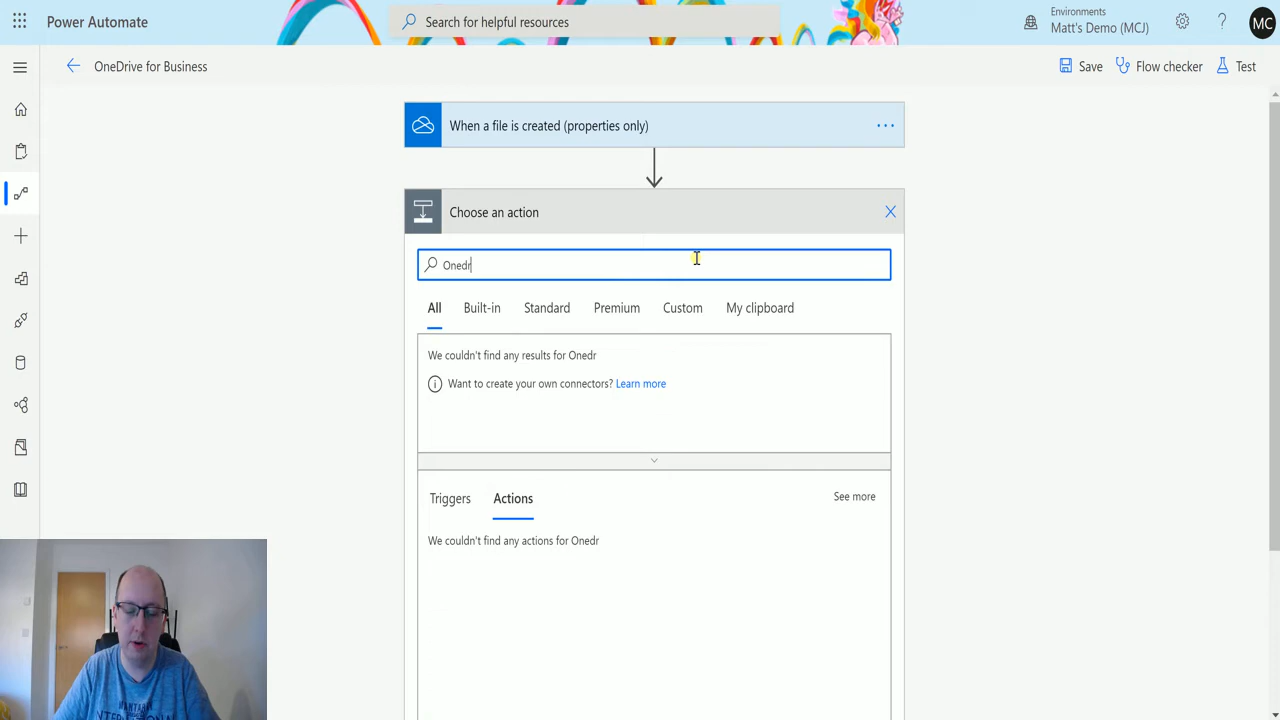 Power Automate
Search for helpful resources
Environments
Matt's Demo (MCJ)
MC
OneDrive for Business
Save
Flow checker
Test
When a file is created (properties only)
Choose an action
Onedr
All Built-in Standard Premium Custom My clipboard
We couldn't find any results for Onedr
Want to create your own connectors? Learn more
Triggers Actions See more
We couldn't find any actions for Onedr